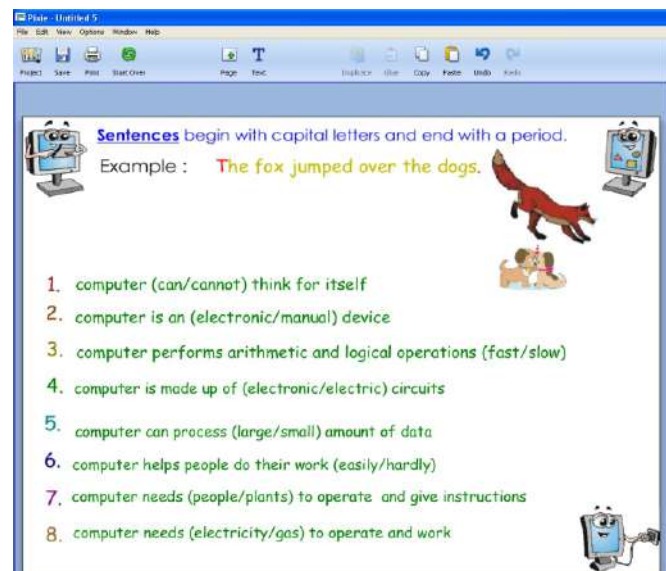 Pixie - Untitled 5
File Edit View Options Window Help
Project Save Print Start Over Page Text Duplicate Glue Copy Paste Undo Redo
Sentences begin with capital letters and end with a period.
Example : The fox jumped over the dogs.
1. computer (can/cannot) think for itself
2. computer is an (electronic/manual) device
3. computer performs arithmetic and logical operations (fast/slow)
4. computer is made up of (electronic/electric) circuits
5. computer can process (large/small) amount of data
6. computer helps people do their work (easily/hardly)
7. computer needs (people/plants) to operate and give instructions
8. computer needs (electricity/gas) to operate and work